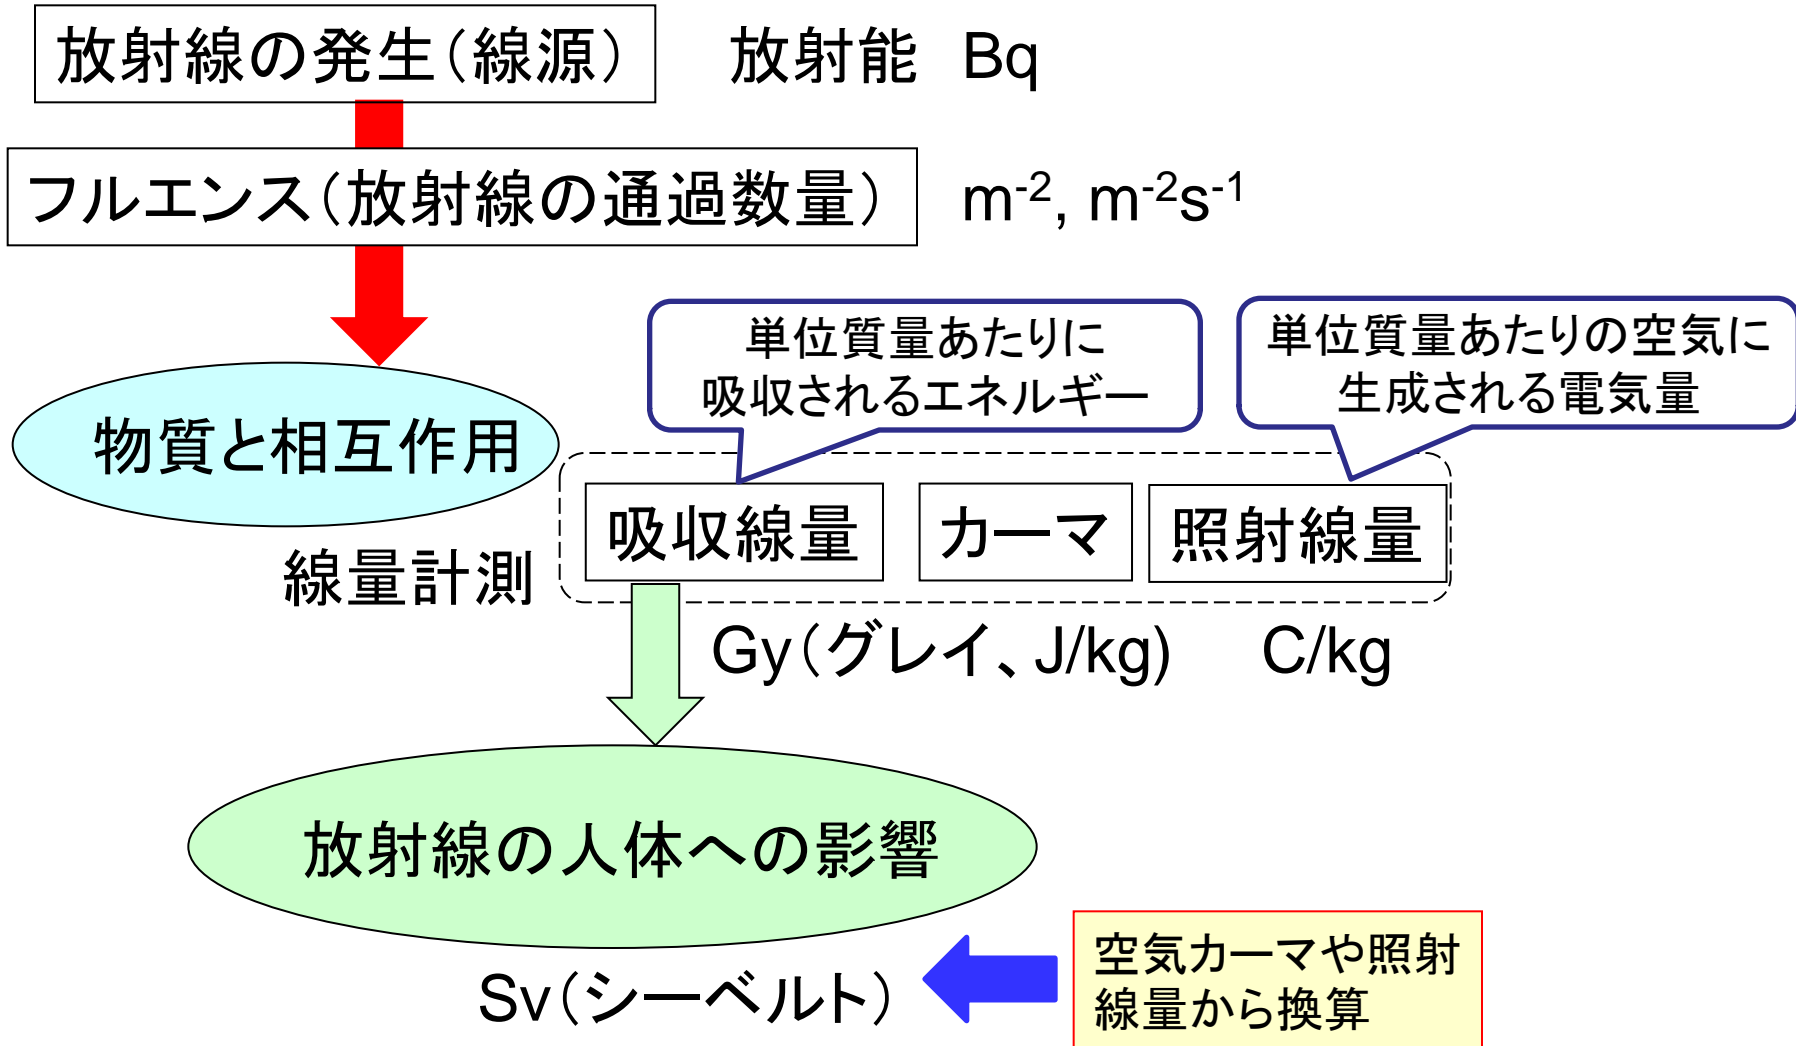 放射線の発生（線源） 放射能 Bq
フルエンス（放射線の通過数量） m⁻², m⁻²s⁻¹
単位質量あたりに
吸収されるエネルギー
単位質量あたりの空気に
生成される電気量
物質と相互作用
吸収線量 カーマ 照射線量
線量計測
Gy（グレイ、J/kg) C/kg
放射線の人体への影響
Sv（シーベルト）
空気カーマや照射
線量から換算